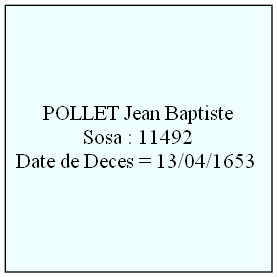 POLLET Jean Baptiste
Sosa : 11492
Date de Deces = 13/04/1653